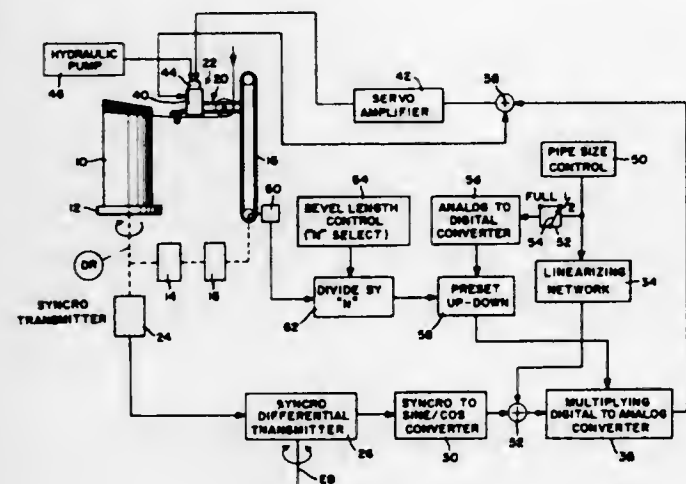 HYDRAULIC
PUMP
46
44
22
20
40
10
12
16
60
DR
14
18
SYNCRO
TRANSMITTER
24
42
SERVO
AMPLIFIER
38
PIPE SIZE
CONTROL
50
64
BEVEL LENGTH
CONTROL
("N" SELECT)
56
ANALOG TO
DIGITAL
CONVERTER
FULL 1/2
54
52
DIVIDE BY
"N"
62
PRESET
UP-DOWN
58
LINEARIZING
NETWORK
34
SYNCRO
DIFFERENTIAL
TRANSMITTER
26
SYNCRO TO
SINE/COS
CONVERTER
30
32
MULTIPLYING
DIGITAL TO ANALOG
CONVERTER
36